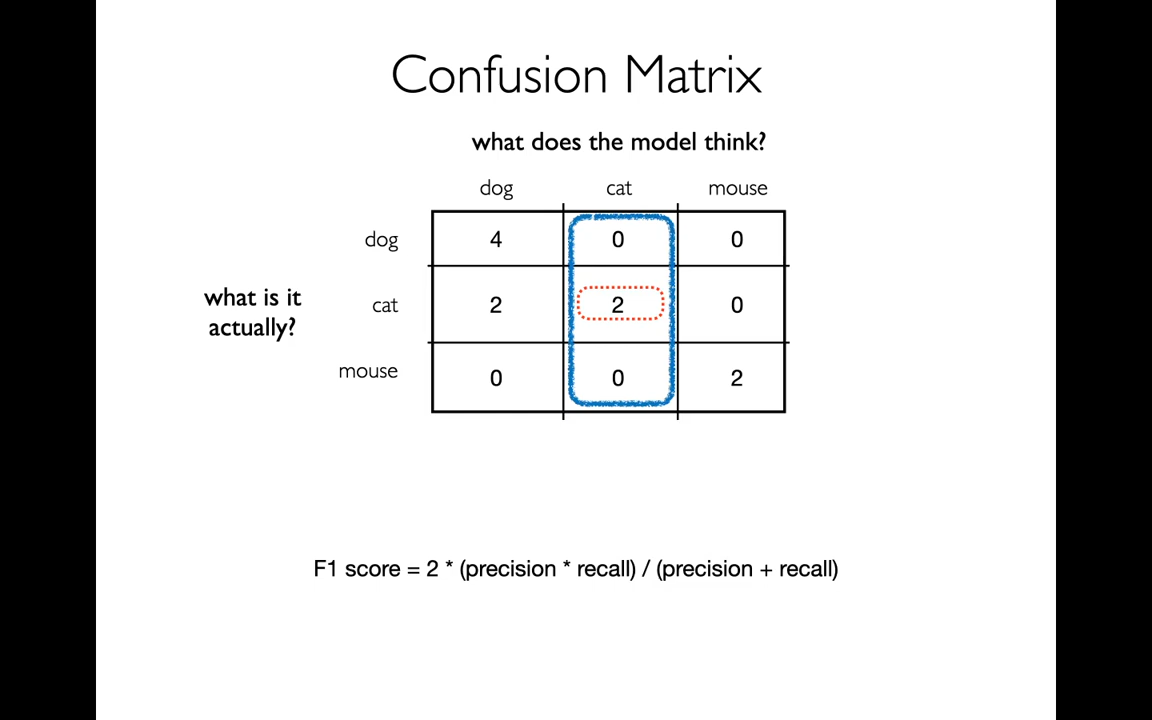 Confusion Matrix
what does the model think?
dog cat mouse
dog 4 0 0
what is it
actually?
cat 2 2 0
mouse 0 0 2
F1 score = 2 * (precision * recall) / (precision + recall)